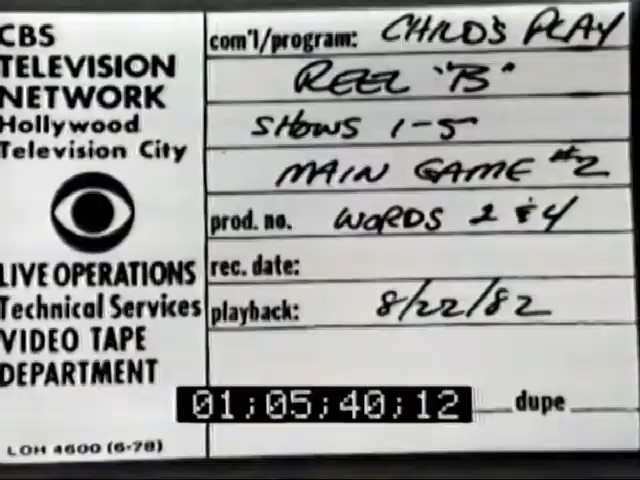 CBS
TELEVISION
NETWORK
Hollywood
Television City
LIVE OPERATIONS
Technical Services
VIDEO TAPE
DEPARTMENT
LOH 4600 (6-78)
com'l/program: CHILD'S PLAY
REEL "B"
SHOWS 1-5
MAIN GAME #2
prod. no. WORDS 2 & 4
rec. date:
playback: 8/22/82
01;05;40;12
dupe